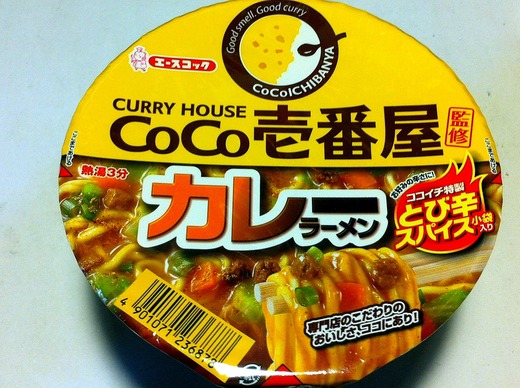 Good smell. Good curry
CoCoICHIBANYA
エースコック
CURRY HOUSE
CoCo壱番屋
監修
熱湯3分
カレー
ラーメン
お好みの辛さに!
ココイチ特製
とび辛
スパイス
小袋
入り
専門店のこだわりの
おいしさ、ココにあり!
4 901071 23687